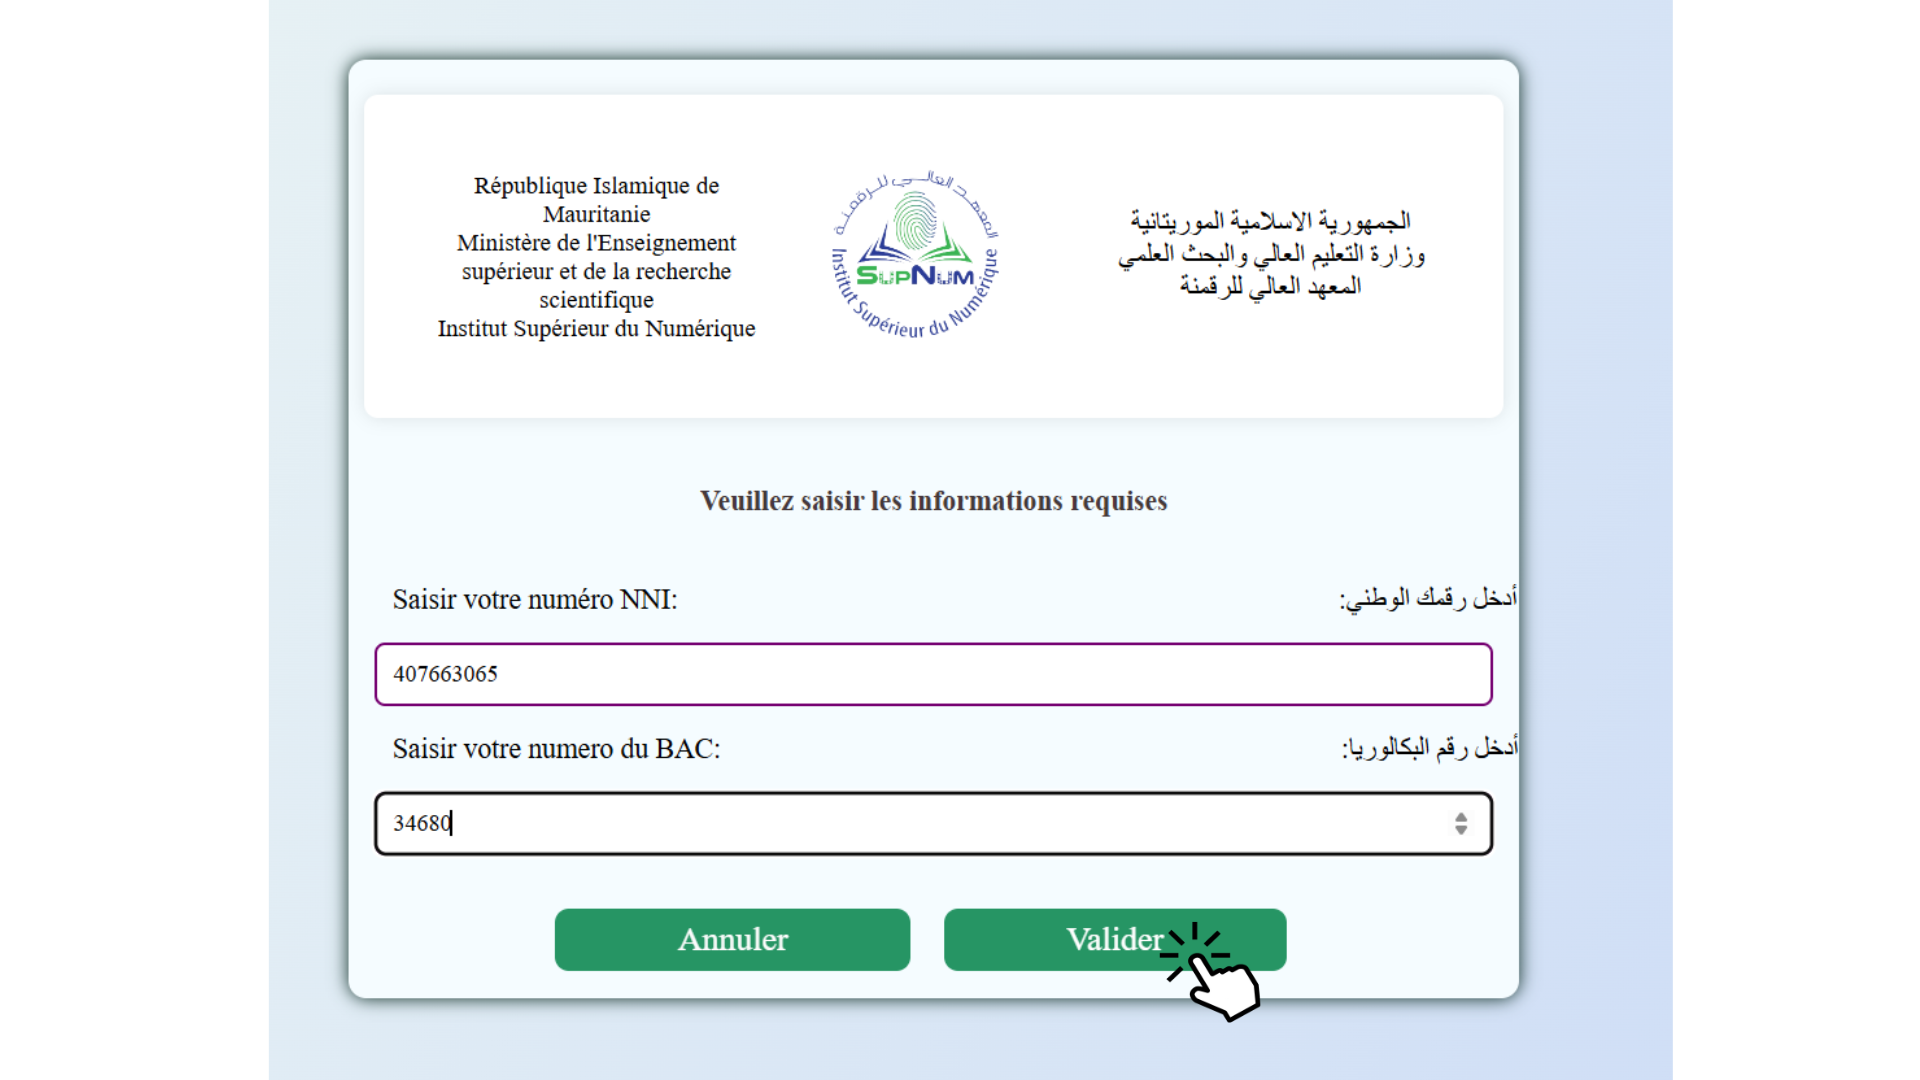 République Islamique de
Mauritanie
Ministère de l'Enseignement
supérieur et de la recherche
scientifique
Institut Supérieur du Numérique
المعهد العالي للرقمنة
SupNum
Institut Supérieur du Numérique
الجمهورية الاسلامية الموريتانية
وزارة التعليم العالي والبحث العلمي
المعهد العالي للرقمنة
Veuillez saisir les informations requises
Saisir votre numéro NNI:
أدخل رقمك الوطني:
407663065
Saisir votre numero du BAC:
أدخل رقم البكالوريا:
34680
Annuler
Valider